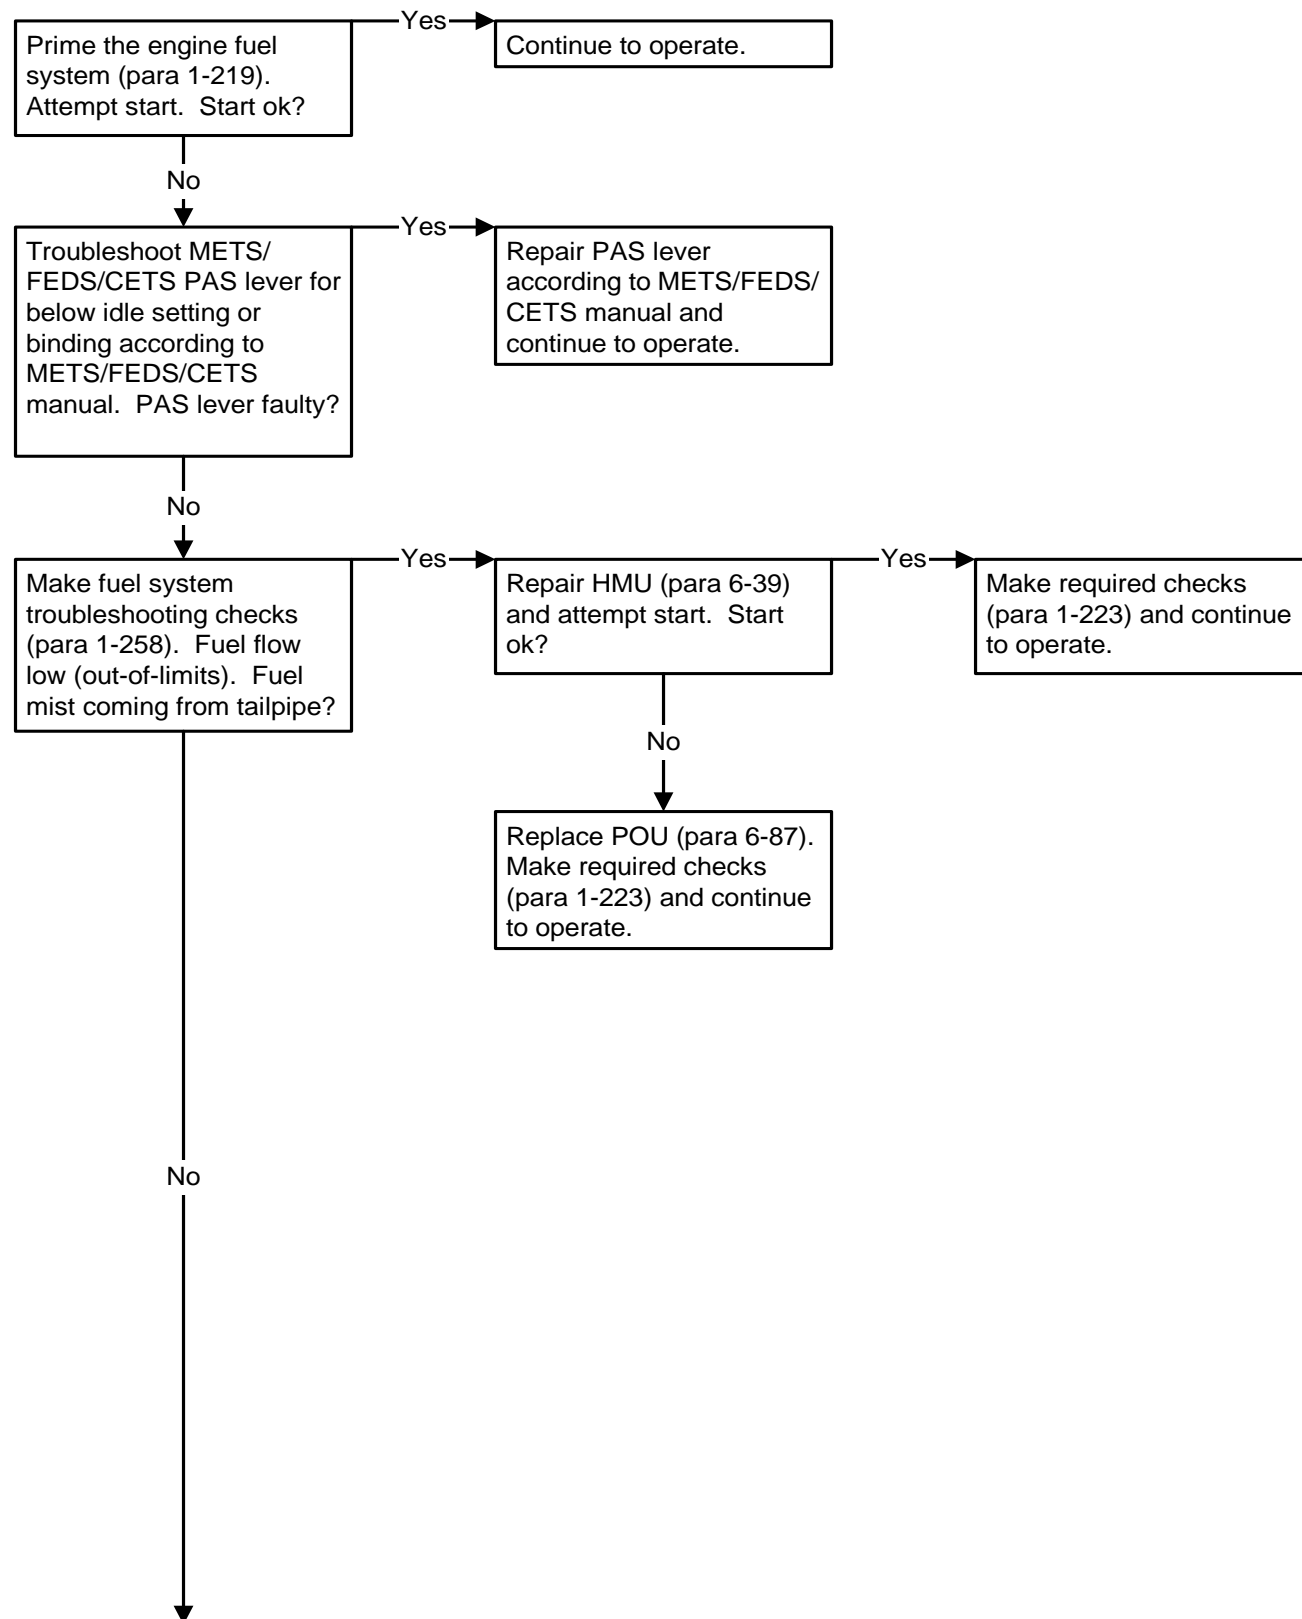 Prime the engine fuel
system (para 1-219).
Attempt start.  Start ok?
Yes
Continue to operate.
No
Troubleshoot METS/
FEDS/CETS PAS lever for
below idle setting or
binding according to
METS/FEDS/CETS
manual.  PAS lever faulty?
Yes
Repair PAS lever
according to METS/FEDS/
CETS manual and
continue to operate.
No
Make fuel system
troubleshooting checks
(para 1-258).  Fuel flow
low (out-of-limits).  Fuel
mist coming from tailpipe?
Yes
Repair HMU (para 6-39)
and attempt start.  Start
ok?
Yes
Make required checks
(para 1-223) and continue
to operate.
No
Replace POU (para 6-87).
Make required checks
(para 1-223) and continue
to operate.
No